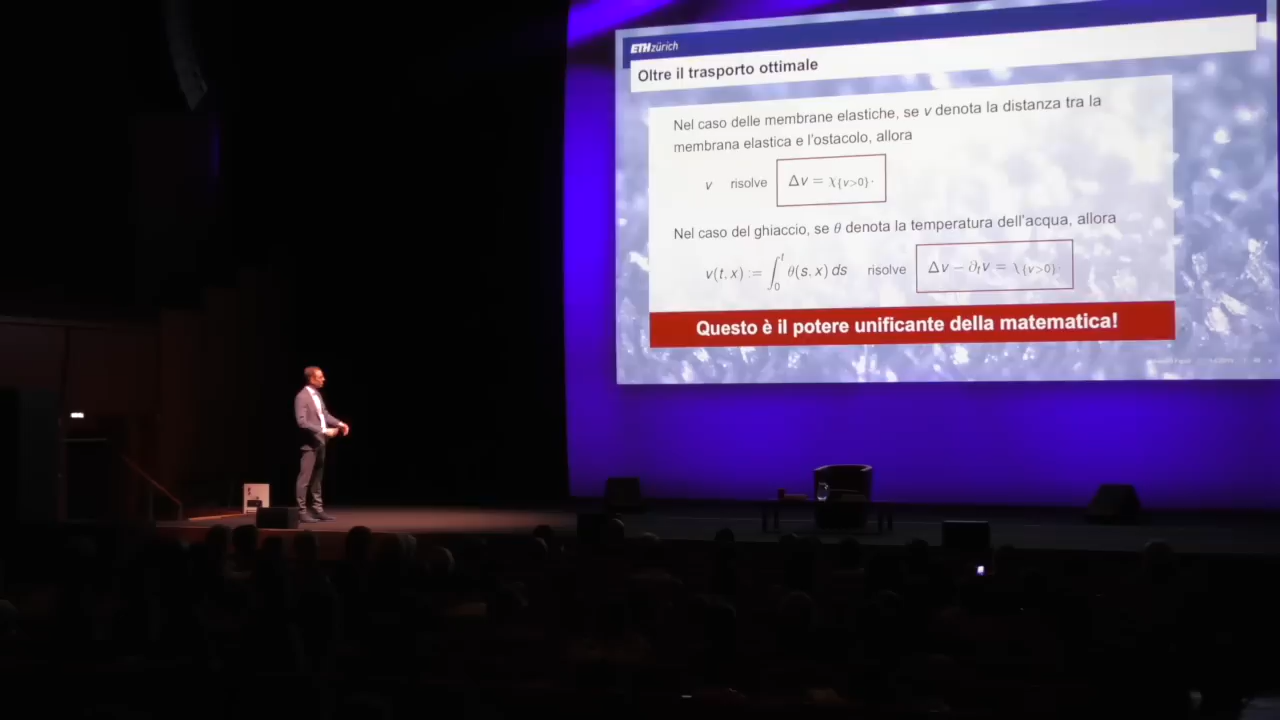 ETH zürich
Oltre il trasporto ottimale
Nel caso delle membrane elastiche, se v denota la distanza tra la
membrana elastica e l'ostacolo, allora
v risolve Δv = χ{v>0}.
Nel caso del ghiaccio, se θ denota la temperatura dell'acqua, allora
v(t, x) := ∫₀ᵗ θ(s, x) ds risolve Δv − ∂ₜv = χ{v>0}.
Questo è il potere unificante della matematica!